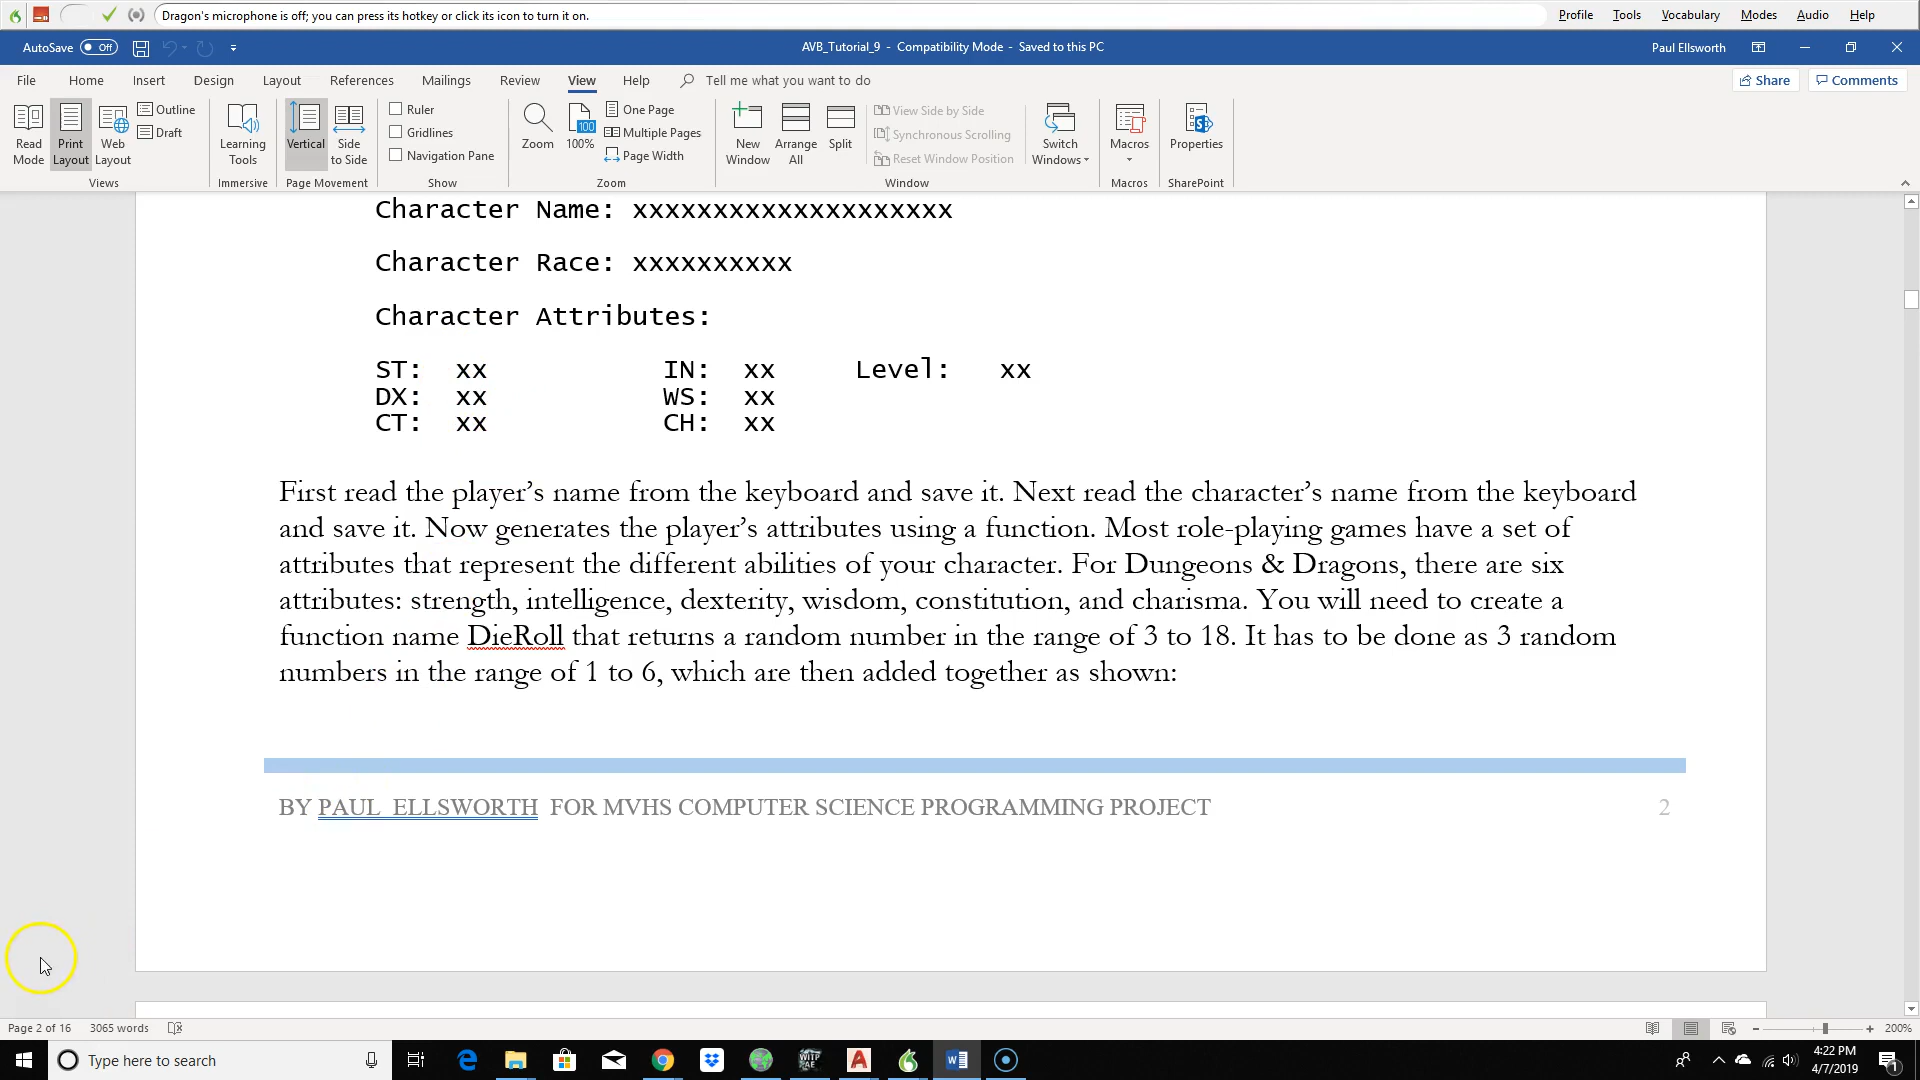 Dragon's microphone is off; you can press its hotkey or click its icon to turn it on.
Profile Tools Vocabulary Modes Audio Help
AutoSave Off
AVB_Tutorial_9 - Compatibility Mode - Saved to this PC
Paul Ellsworth
File Home Insert Design Layout References Mailings Review View Help Tell me what you want to do
Share Comments
Read Mode
Print Layout
Web Layout
Outline
Draft
Views
Learning Tools
Immersive
Vertical
Side to Side
Page Movement
Ruler
Gridlines
Navigation Pane
Show
Zoom
100%
One Page
Multiple Pages
Page Width
Zoom
New Window
Arrange All
Split
View Side by Side
Synchronous Scrolling
Reset Window Position
Switch Windows
Window
Macros
Macros
Properties
SharePoint
Character Name: xxxxxxxxxxxxxxxxxxxx
Character Race: xxxxxxxxxx
Character Attributes:
ST: xx IN: xx Level: xx
DX: xx WS: xx
CT: xx CH: xx
First read the player’s name from the keyboard and save it. Next read the character’s name from the keyboard
and save it. Now generates the player’s attributes using a function. Most role-playing games have a set of
attributes that represent the different abilities of your character. For Dungeons & Dragons, there are six
attributes: strength, intelligence, dexterity, wisdom, constitution, and charisma. You will need to create a
function name DieRoll that returns a random number in the range of 3 to 18. It has to be done as 3 random
numbers in the range of 1 to 6, which are then added together as shown:
BY PAUL ELLSWORTH FOR MVHS COMPUTER SCIENCE PROGRAMMING PROJECT 2
Page 2 of 16 3065 words
200%
Type here to search
4:22 PM
4/7/2019